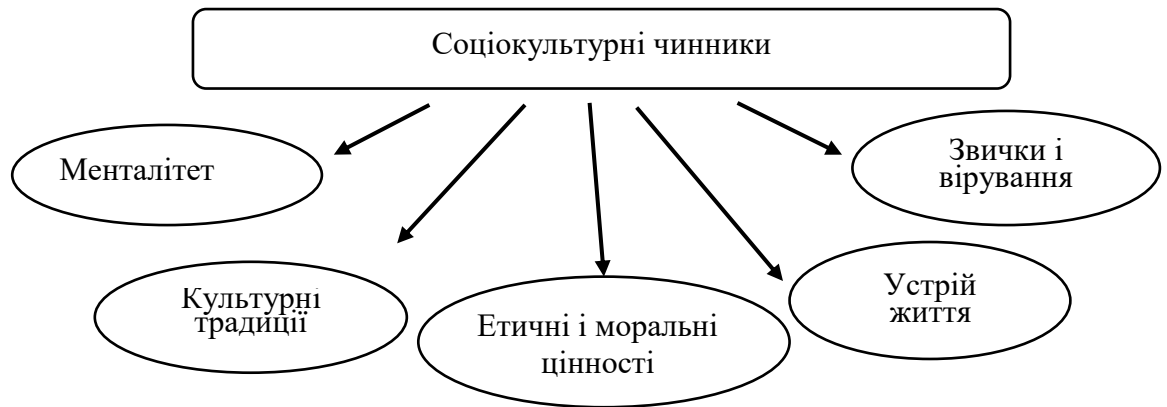 Соціокультурні чинники
Менталітет
Звички і
вірування
Культурні
традиції
Етичні і моральні
цінності
Устрій
життя